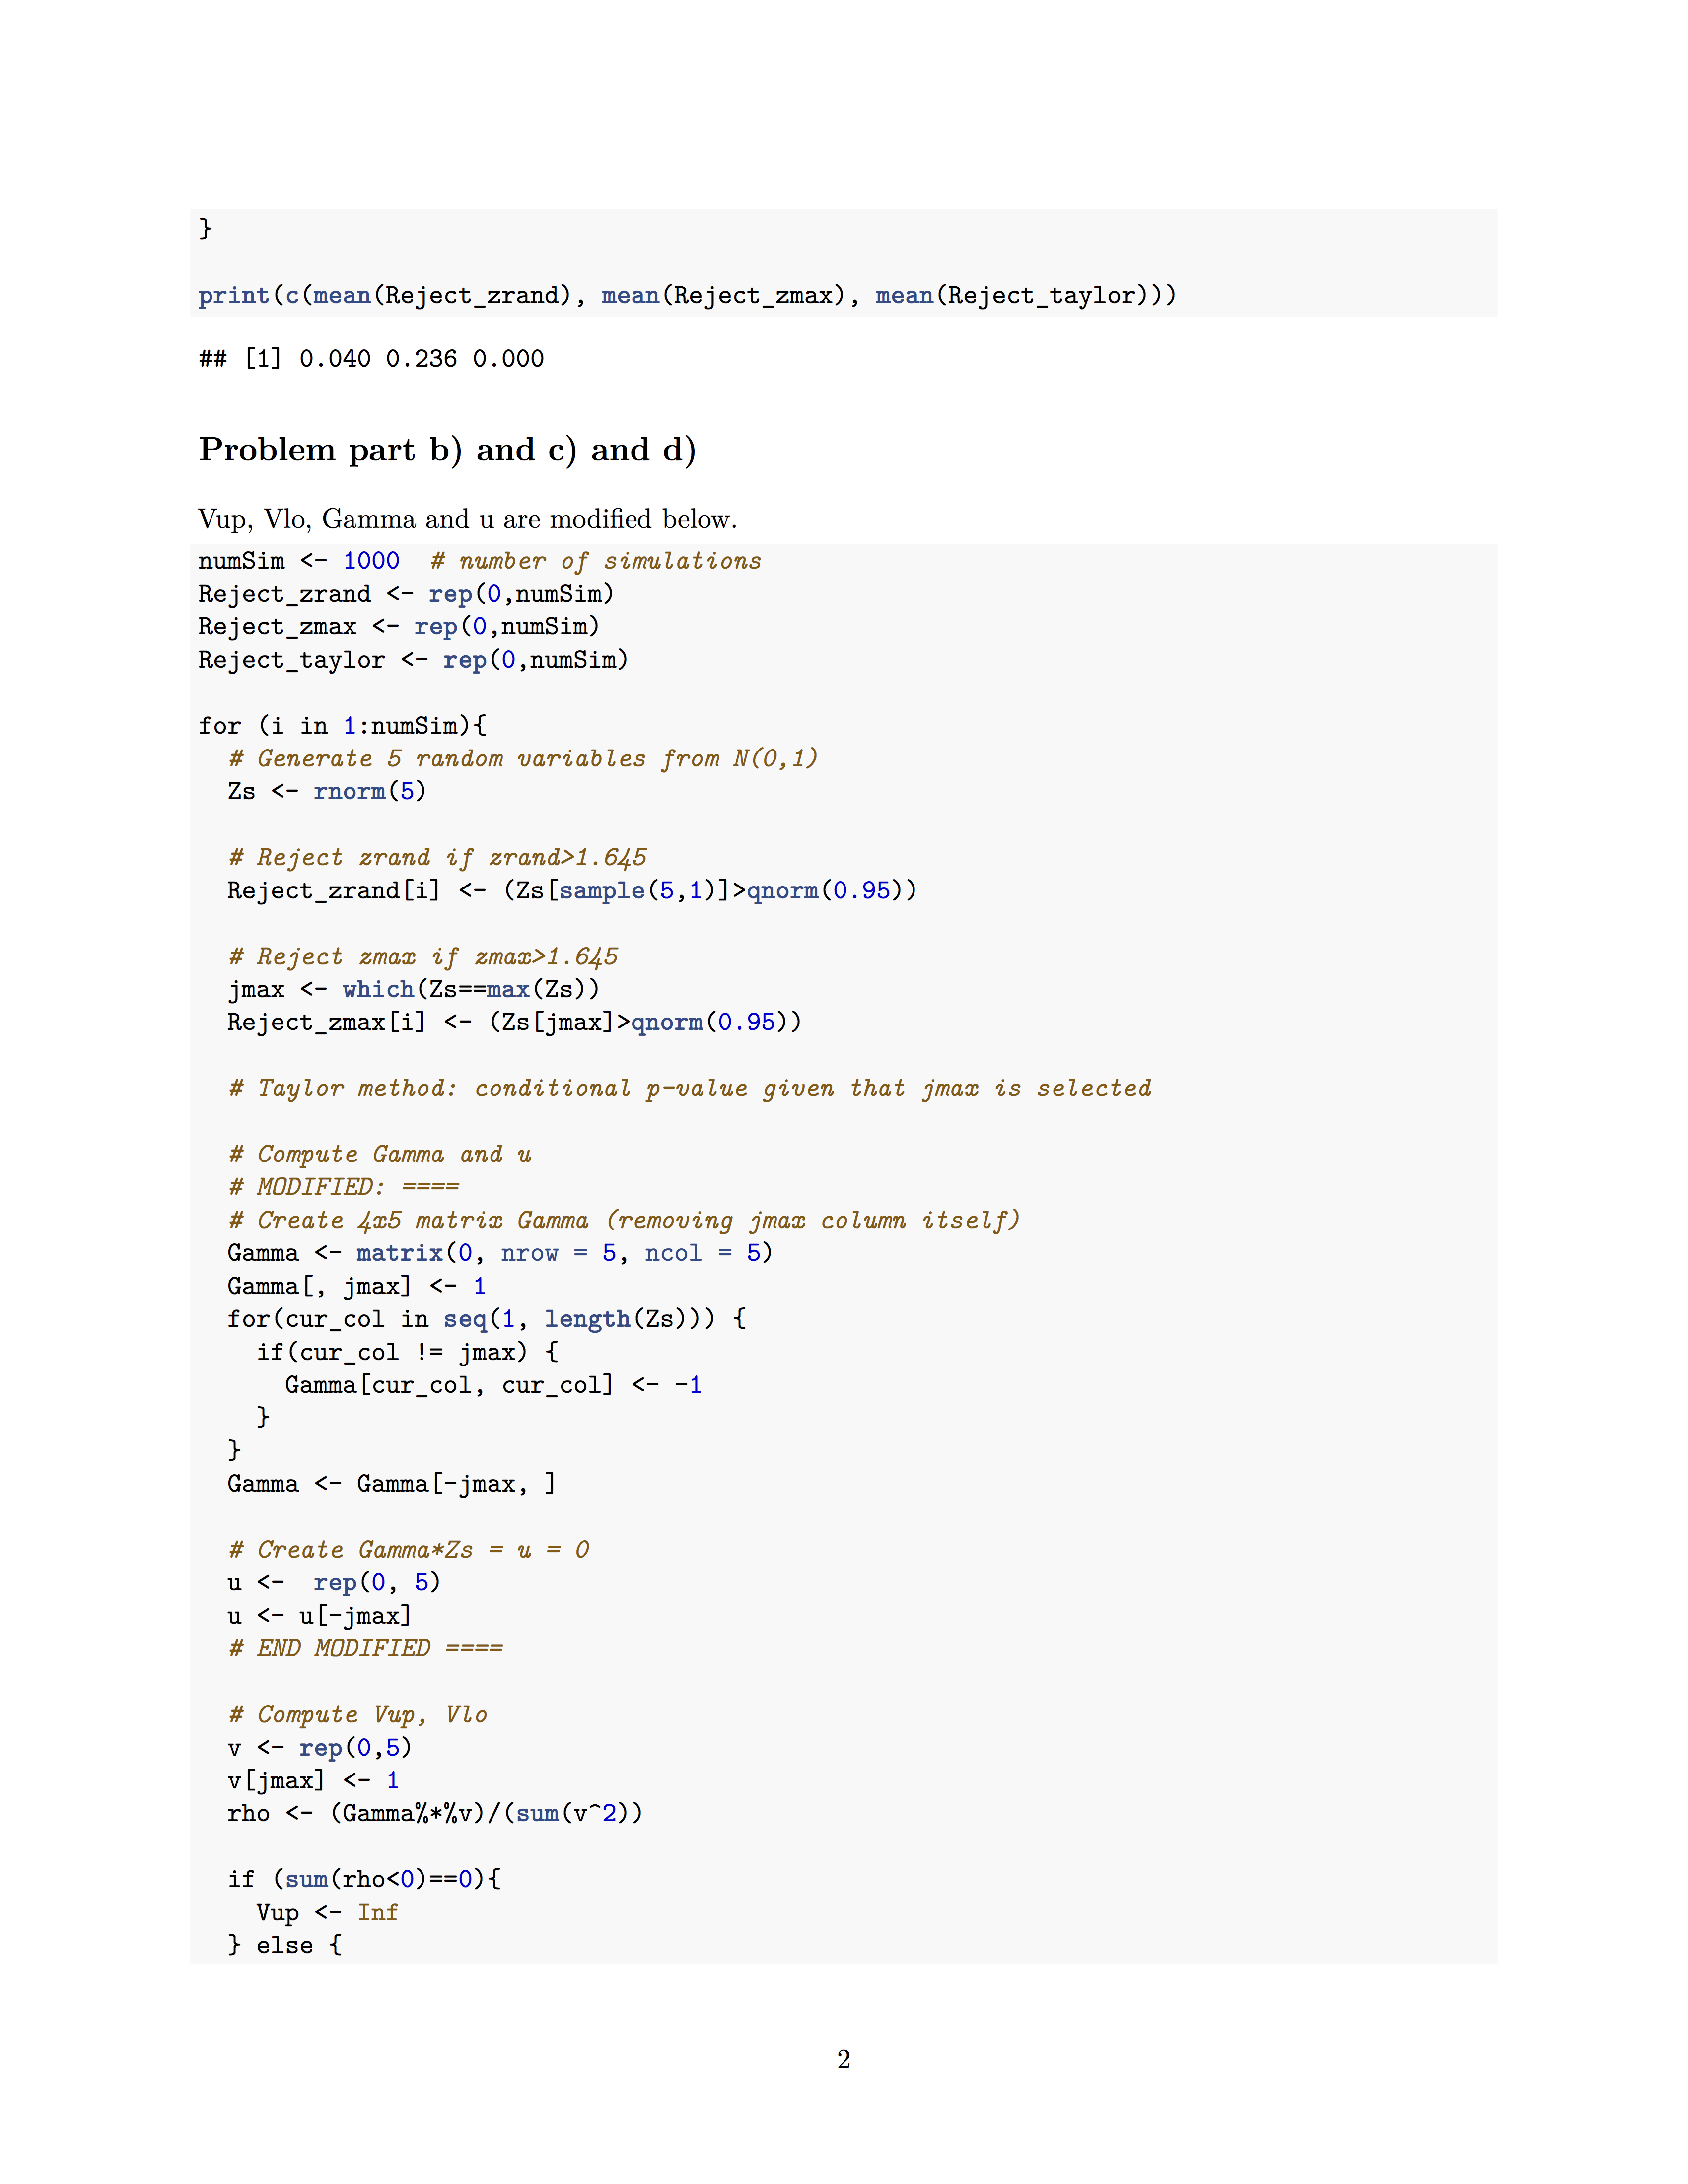 }
print(c(mean(Reject_zrand), mean(Reject_zmax), mean(Reject_taylor)))
## [1] 0.040 0.236 0.000
Problem part b) and c) and d)
Vup, Vlo, Gamma and u are modified below.
numSim <- 1000  # number of simulations
Reject_zrand <- rep(0,numSim)
Reject_zmax <- rep(0,numSim)
Reject_taylor <- rep(0,numSim)
for (i in 1:numSim){
  # Generate 5 random variables from N(0,1)
  Zs <- rnorm(5)
  # Reject zrand if zrand>1.645
  Reject_zrand[i] <- (Zs[sample(5,1)]>qnorm(0.95))
  # Reject zmax if zmax>1.645
  jmax <- which(Zs==max(Zs))
  Reject_zmax[i] <- (Zs[jmax]>qnorm(0.95))
  # Taylor method: conditional p-value given that jmax is selected
  # Compute Gamma and u
  # MODIFIED: ====
  # Create 4x5 matrix Gamma (removing jmax column itself)
  Gamma <- matrix(0, nrow = 5, ncol = 5)
  Gamma[, jmax] <- 1
  for(cur_col in seq(1, length(Zs))) {
    if(cur_col != jmax) {
      Gamma[cur_col, cur_col] <- -1
    }
  }
  Gamma <- Gamma[-jmax, ]
  # Create Gamma*Zs = u = 0
  u <-  rep(0, 5)
  u <- u[-jmax]
  # END MODIFIED ====
  # Compute Vup, Vlo
  v <- rep(0,5)
  v[jmax] <- 1
  rho <- (Gamma%*%v)/(sum(v^2))
  if (sum(rho<0)==0){
    Vup <- Inf
  } else {
2